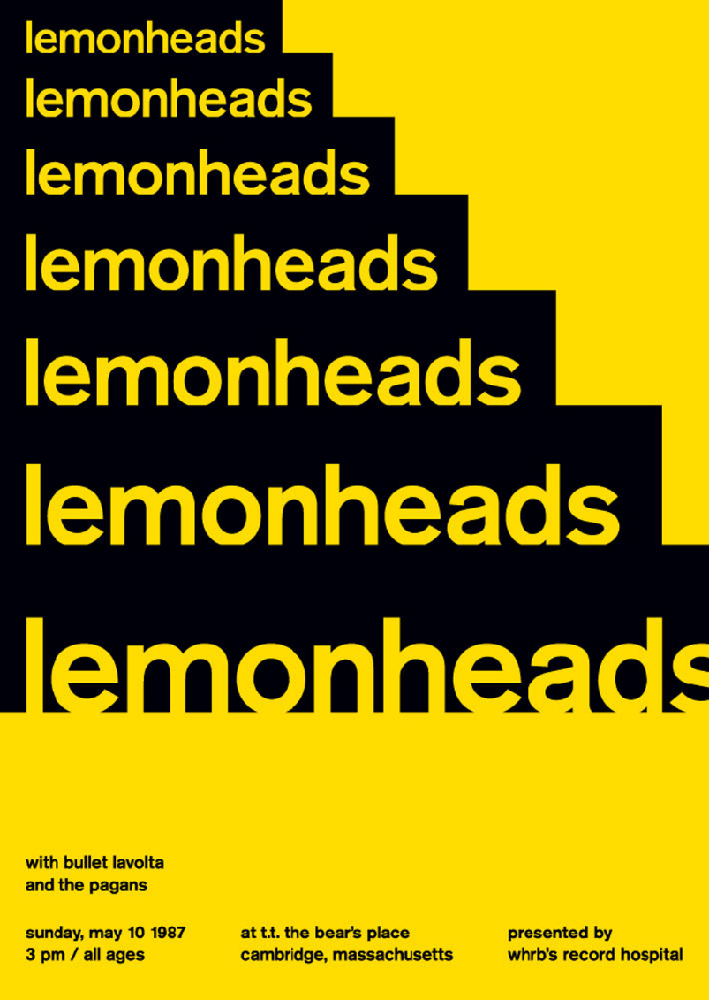 lemonheads
lemonheads
lemonheads
lemonheads
lemonheads
lemonheads
lemonheads
with bullet lavolta
and the pagans
sunday, may 10 1987
3 pm / all ages
at t.t. the bear's place
cambridge, massachusetts
presented by
whrb's record hospital